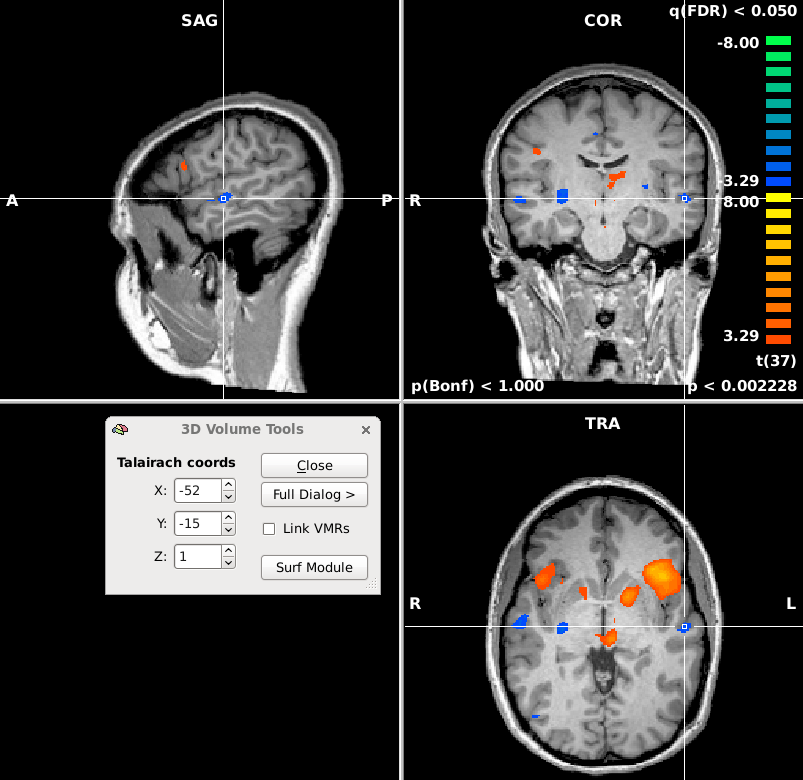 SAG
A
P
COR
q(FDR) < 0.050
-8.00
-3.29
8.00
3.29
t(37)
R
p(Bonf) < 1.000
p < 0.002228
3D Volume Tools
Talairach coords
X: -52
Y: -15
Z: 1
Close
Full Dialog >
Link VMRs
Surf Module
TRA
R
L